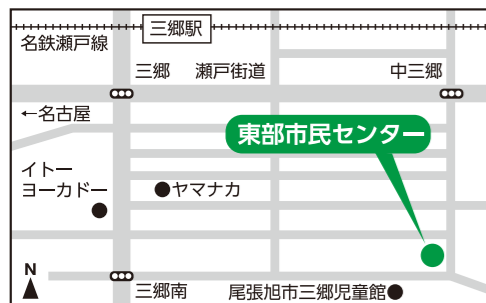 三郷駅
名鉄瀬戸線
三郷
瀬戸街道
中三郷
←名古屋
東部市民センター
イトー
ヨーカドー
ヤマナカ
N
三郷南
尾張旭市三郷児童館